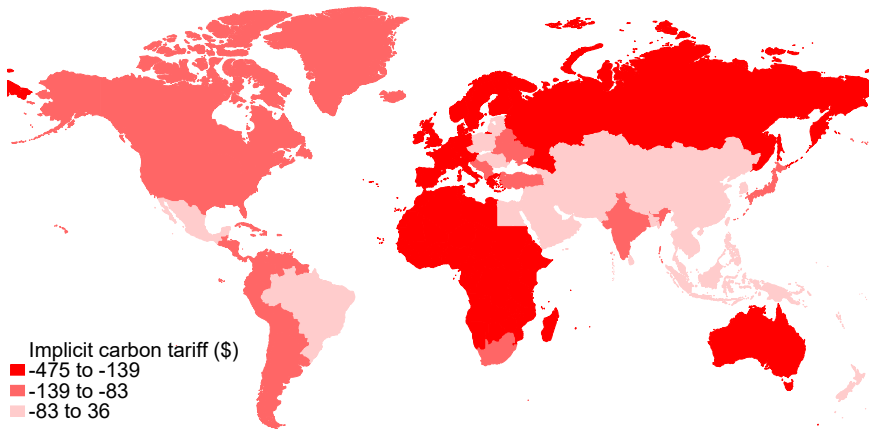 Implicit carbon tariff ($)
-475 to -139
-139 to -83
-83 to 36